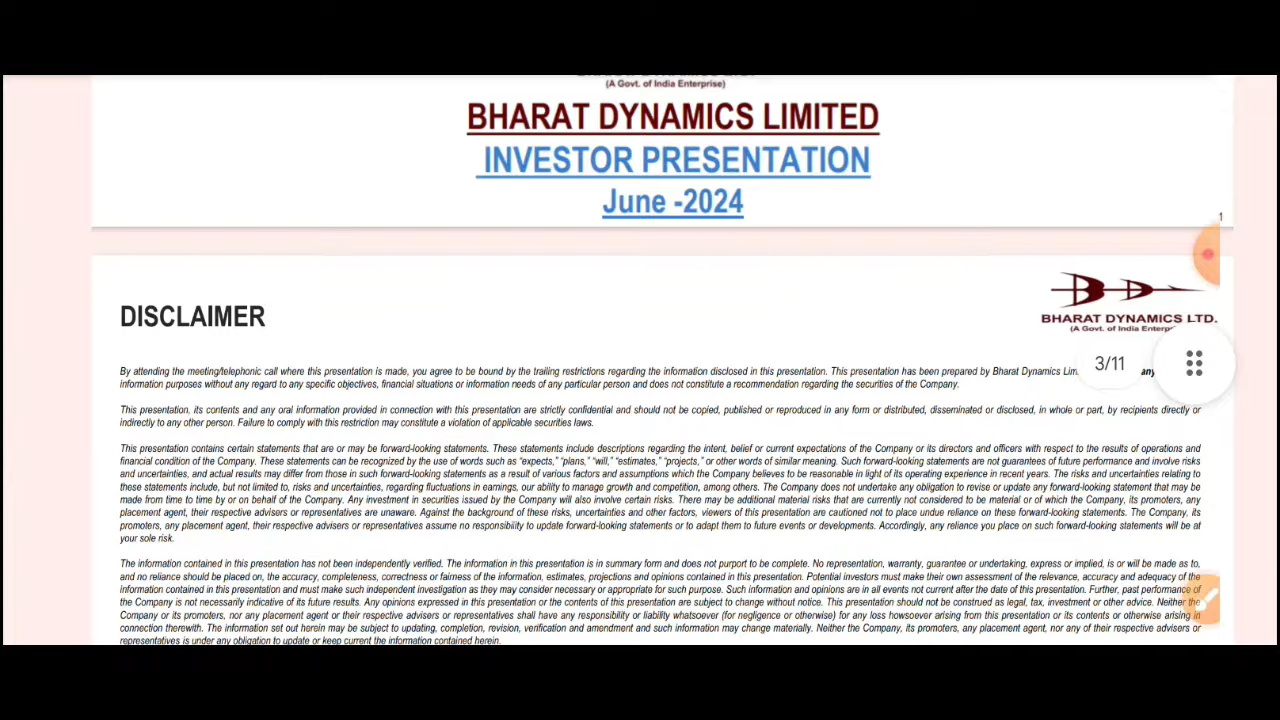 (A Govt. of India Enterprise)
BHARAT DYNAMICS LIMITED
INVESTOR PRESENTATION
June -2024
1
DISCLAIMER
BHARAT DYNAMICS LTD.
(A Govt. of India Enterp
3/11
By attending the meeting/telephonic call where this presentation is made, you agree to be bound by the trailing restrictions regarding the information disclosed in this presentation. This presentation has been prepared by Bharat Dynamics Lim any
information purposes without any regard to any specific objectives, financial situations or information needs of any particular person and does not constitute a recommendation regarding the securities of the Company.
This presentation, its contents and any oral information provided in connection with this presentation are strictly confidential and should not be copied, published or reproduced in any form or distributed, disseminated or disclosed, in whole or part, by recipients directly or
indirectly to any other person. Failure to comply with this restriction may constitute a violation of applicable securities laws.
This presentation contains certain statements that are or may be forward-looking statements. These statements include descriptions regarding the intent, belief or current expectations of the Company or its directors and officers with respect to the results of operations and
financial condition of the Company. These statements can be recognized by the use of words such as “expects,” “plans,” “will,” “estimates,” “projects,” or other words of similar meaning. Such forward-looking statements are not guarantees of future performance and involve risks
and uncertainties, and actual results may differ from those in such forward-looking statements as a result of various factors and assumptions which the Company believes to be reasonable in light of its operating experience in recent years. The risks and uncertainties relating to
these statements include, but not limited to, risks and uncertainties, regarding fluctuations in earnings, our ability to manage growth and competition, among others. The Company does not undertake any obligation to revise or update any forward-looking statement that may be
made from time to time by or on behalf of the Company. Any investment in securities issued by the Company will also involve certain risks. There may be additional material risks that are currently not considered to be material or of which the Company, its promoters, any
placement agent, their respective advisers or representatives are unaware. Against the background of these risks, uncertainties and other factors, viewers of this presentation are cautioned not to place undue reliance on these forward-looking statements. The Company, its
promoters, any placement agent, their respective advisors or representatives assume no responsibility to update forward-looking statements or to adapt them to future events or developments. Accordingly, any reliance you place on such forward-looking statements will be at
your sole risk.
The information contained in this presentation has not been independently verified. The information in this presentation is in summary form and does not purport to be complete. No representation, warranty, guarantee or undertaking, express or implied, is or will be made as to,
and no reliance should be placed on, the accuracy, completeness, correctness or fairness of the information, estimates, projections and opinions contained in this presentation. Potential investors must make their own assessment of the relevance, accuracy and adequacy of the
information contained in this presentation and must make such independent investigation as they may consider necessary or appropriate for such purpose. Such information and opinions are in all events not current after the date of this presentation. Further, past performance of
the Company is not necessarily indicative of its future results. Any opinions expressed in this presentation or the contents of this presentation are subject to change without notice. This presentation should not be construed as legal, tax, investment or other advice. Neither the
Company or its promoters, nor any placement agent or their respective advisers or representatives shall have any responsibility or liability whatsoever (for negligence or otherwise) for any loss howsoever arising from this presentation or its contents or otherwise arising in
connection therewith. The information set out herein may be subject to updating, completion, revision, verification and amendment and such information may change materially. Neither the Company, its promoters, any placement agent, nor any of their respective advisers or
representatives is under any obligation to update or keep current the information contained herein.